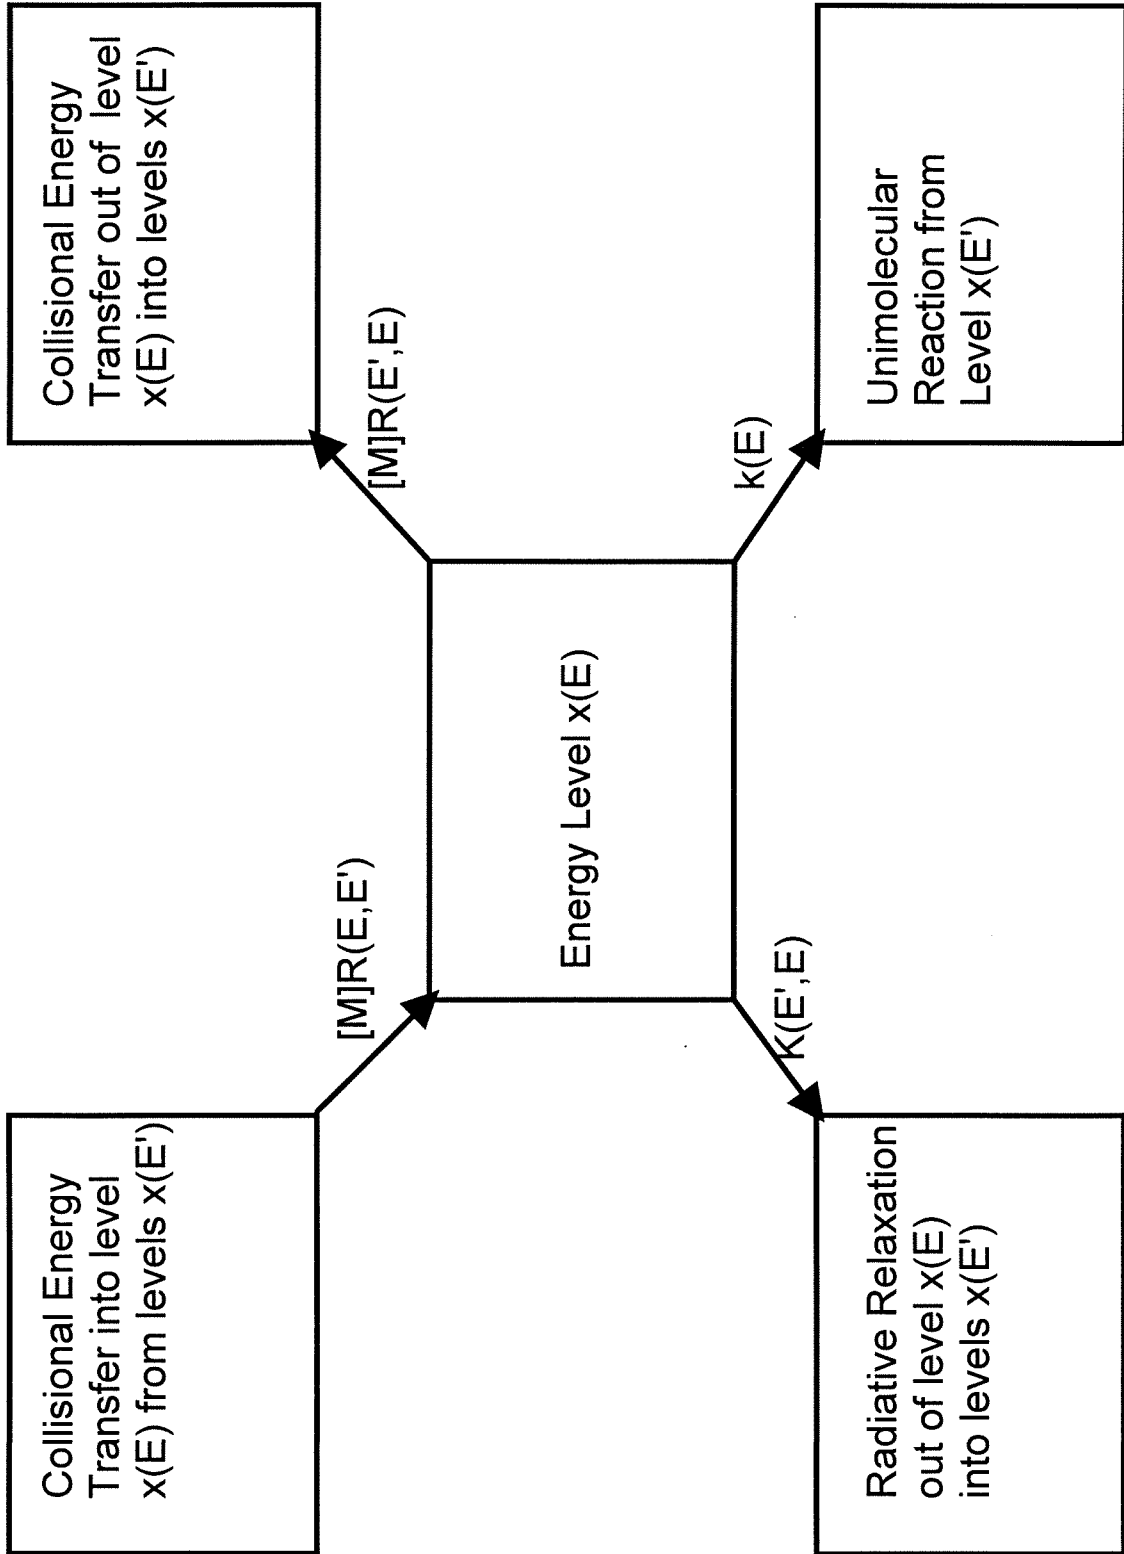 Collisional Energy
Transfer into level
x(E) from levels x(E')
Collisional Energy
Transfer out of level
x(E) into levels x(E')
[M]R(E,E')
[M]R(E',E)
Energy Level x(E)
K(E',E)
k(E)
Radiative Relaxation
out of level x(E)
into levels x(E')
Unimolecular
Reaction from
Level x(E')